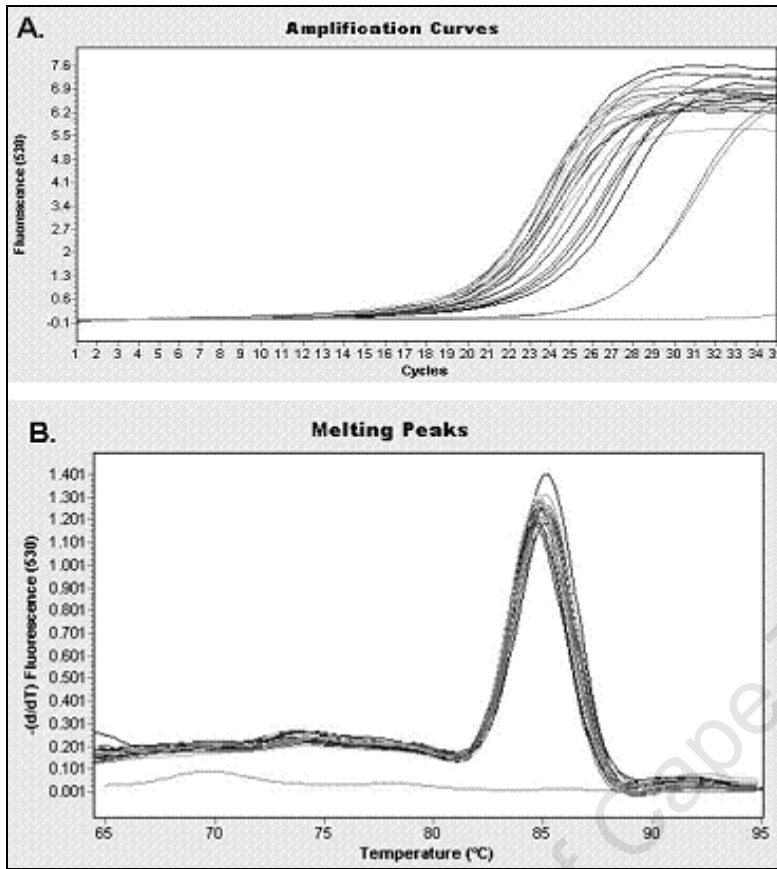 A.
Amplification Curves
Fluorescence (530)
7.6
6.9
6.2
5.5
4.8
4.1
3.4
2.7
2
1.3
0.6
-0.1
1 2 3 4 5 6 7 8 9 10 11 12 13 14 15 16 17 18 19 20 21 22 23 24 25 26 27 28 29 30 31 32 33 34
Cycles
B.
Melting Peaks
-(d/dT) Fluorescence (530)
1.401
1.301
1.201
1.101
1.001
0.901
0.801
0.701
0.601
0.501
0.401
0.301
0.201
0.101
0.001
65 70 75 80 85 90 95
Temperature (°C)
of Cape